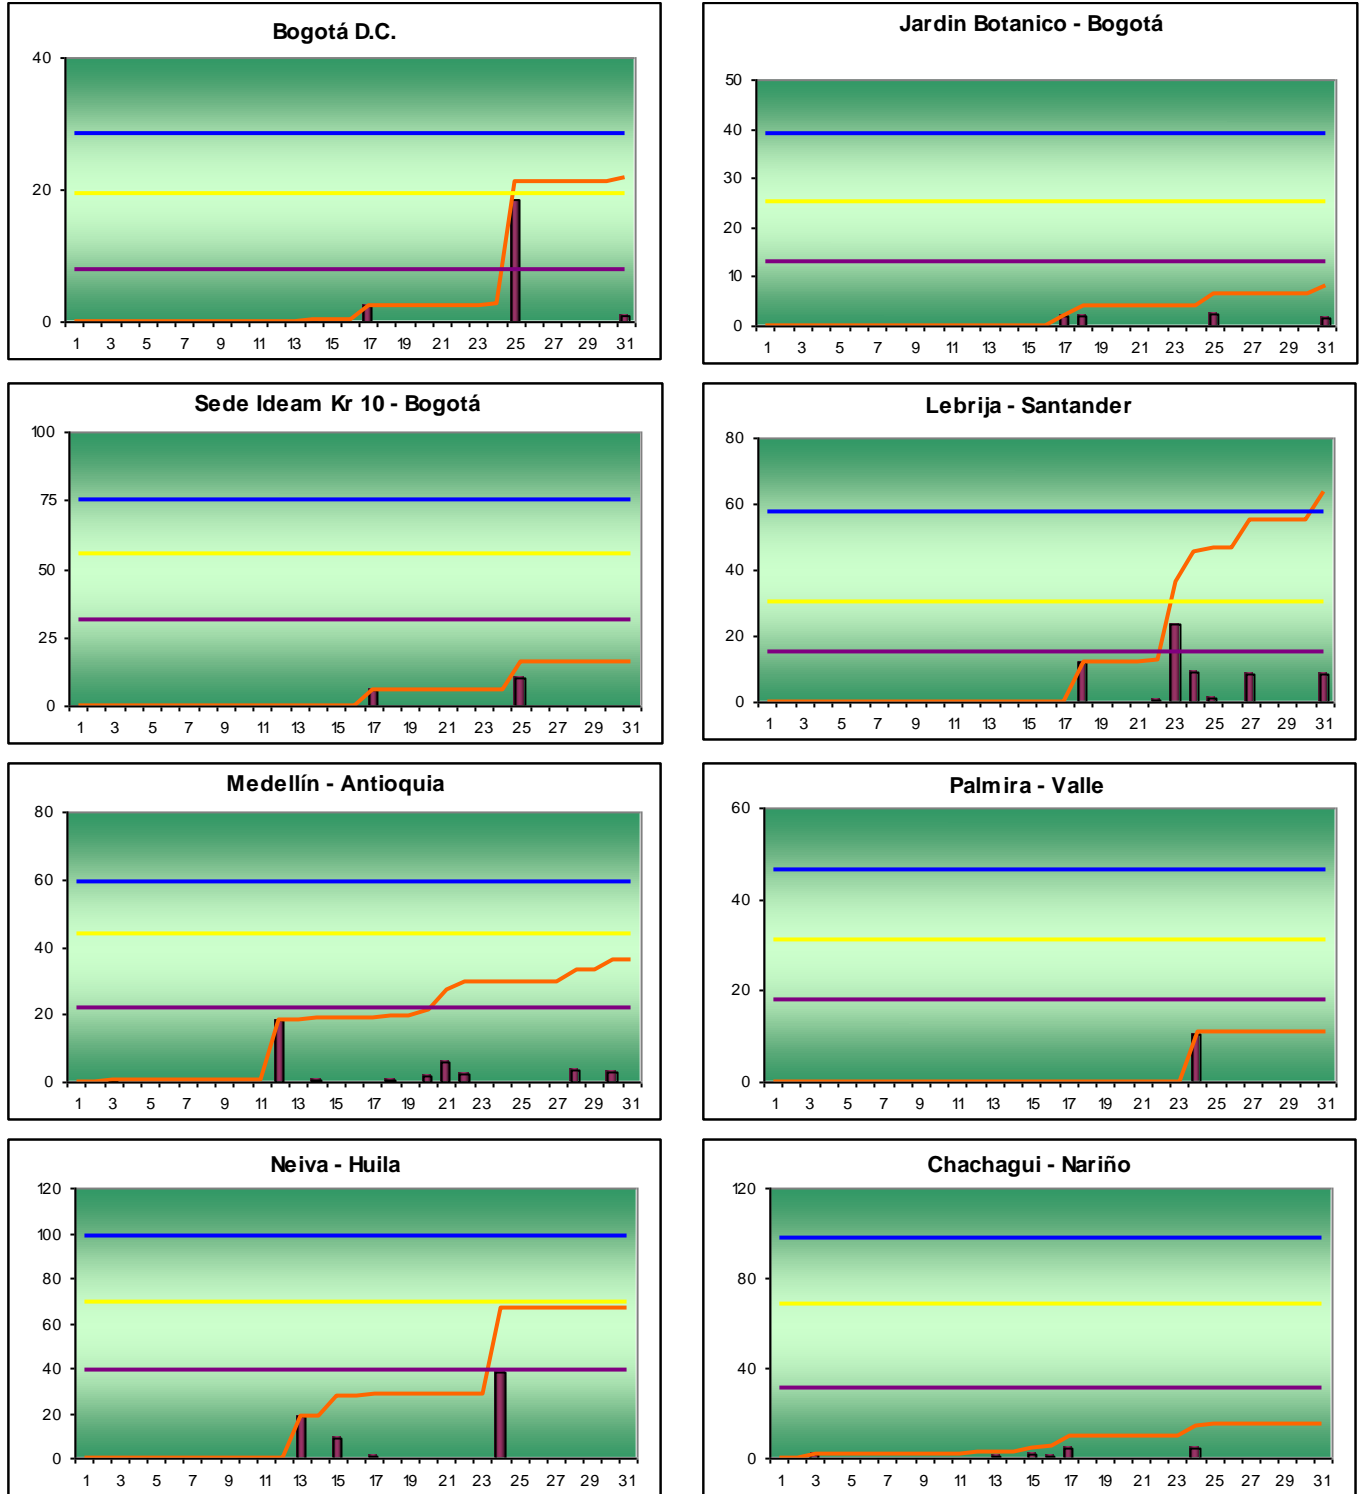 Bogotá D.C.
40
20
0
1 3 5 7 9 11 13 15 17 19 21 23 25 27 29 31
Jardin Botanico - Bogotá
50
40
30
20
10
0
1 3 5 7 9 11 13 15 17 19 21 23 25 27 29 31
Sede Ideam Kr 10 - Bogotá
100
75
50
25
0
1 3 5 7 9 11 13 15 17 19 21 23 25 27 29 31
Lebrija - Santander
80
60
40
20
0
1 3 5 7 9 11 13 15 17 19 21 23 25 27 29 31
Medellín - Antioquia
80
60
40
20
0
1 3 5 7 9 11 13 15 17 19 21 23 25 27 29 31
Palmira - Valle
60
40
20
0
1 3 5 7 9 11 13 15 17 19 21 23 25 27 29 31
Neiva - Huila
120
100
80
60
40
20
0
1 3 5 7 9 11 13 15 17 19 21 23 25 27 29 31
Chachagui - Nariño
120
80
40
0
1 3 5 7 9 11 13 15 17 19 21 23 25 27 29 31